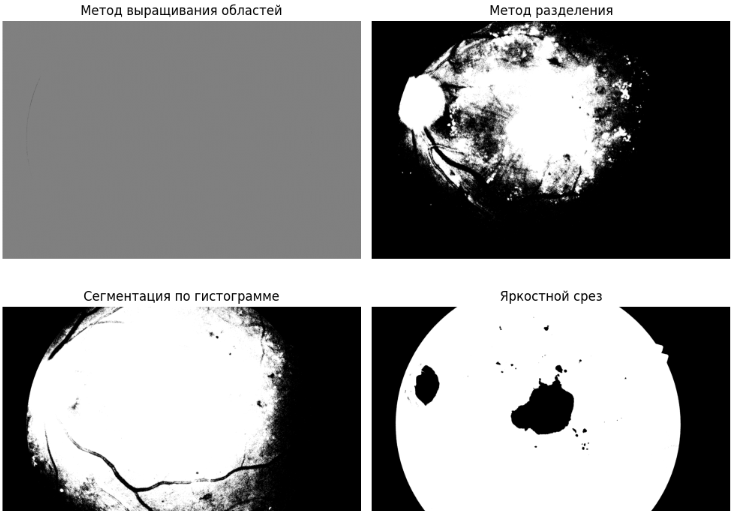 Метод выращивания областей
Метод разделения
Сегментация по гистограмме
Яркостной срез